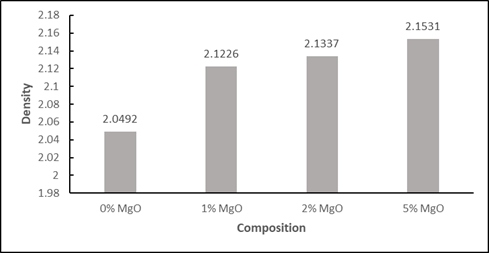 2.18
2.16
2.14
2.12
2.1
2.08
2.06
2.04
2.02
2
1.98
Density
2.0492
2.1226
2.1337
2.1531
0% MgO
1% MgO
2% MgO
5% MgO
Composition